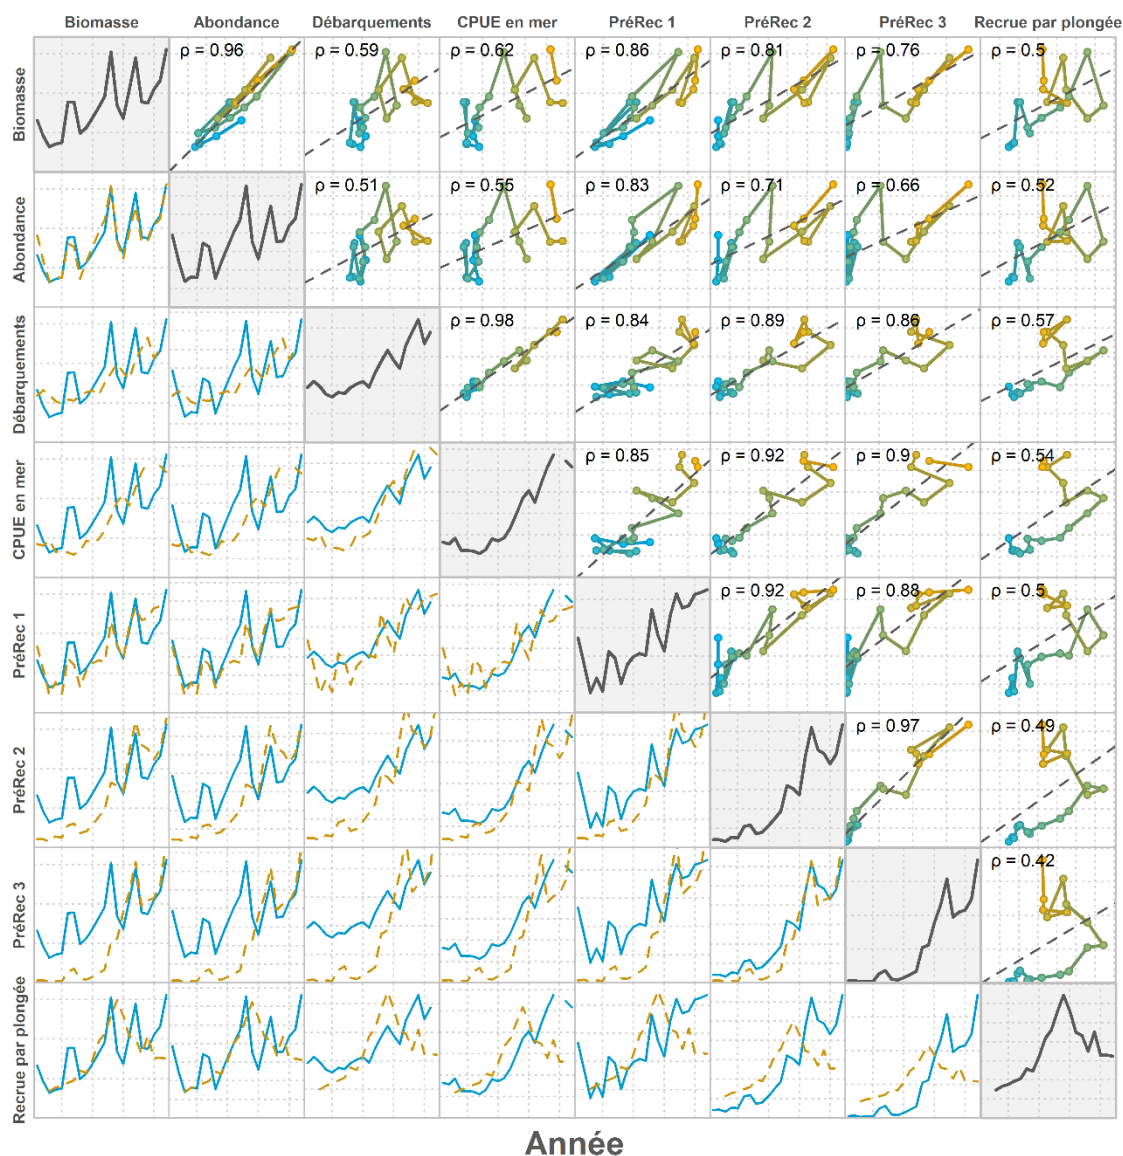 Biomasse Abondance Débarquements CPUE en mer PréRec 1 PréRec 2 PréRec 3 Recrue par plongée
Biomasse ρ = 0.96 ρ = 0.59 ρ = 0.62 ρ = 0.86 ρ = 0.81 ρ = 0.76 ρ = 0.5
Abondance ρ = 0.51 ρ = 0.55 ρ = 0.83 ρ = 0.71 ρ = 0.66 ρ = 0.52
Débarquements ρ = 0.98 ρ = 0.84 ρ = 0.89 ρ = 0.86 ρ = 0.57
CPUE en mer ρ = 0.85 ρ = 0.92 ρ = 0.9 ρ = 0.54
PréRec 1 ρ = 0.92 ρ = 0.88 ρ = 0.5
PréRec 2 ρ = 0.97 ρ = 0.49
PréRec 3 ρ = 0.42
Recrue par plongée
Année